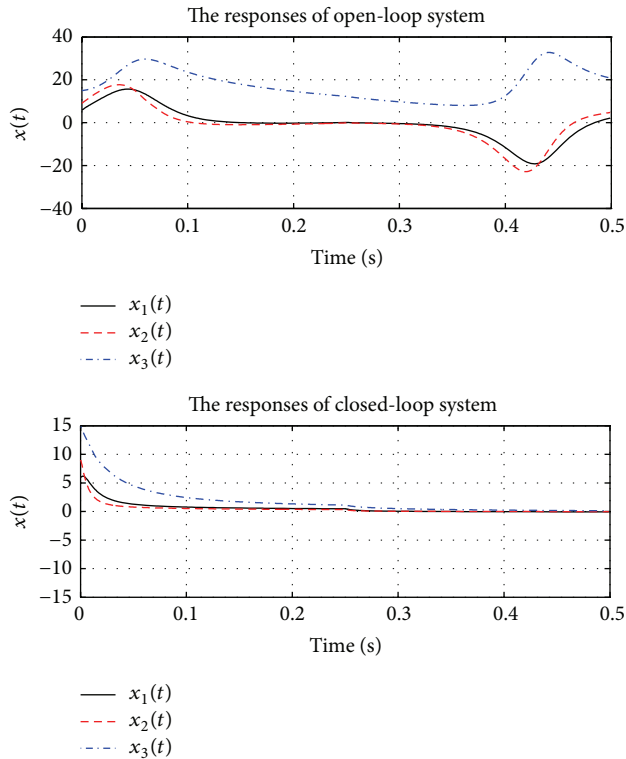 The responses of open-loop system
40
20
0
−20
−40
x(t)
0
0.1
0.2
0.3
0.4
0.5
Time (s)
x1(t)
x2(t)
x3(t)
The responses of closed-loop system
15
10
5
0
−5
−10
−15
x(t)
0
0.1
0.2
0.3
0.4
0.5
Time (s)
x1(t)
x2(t)
x3(t)